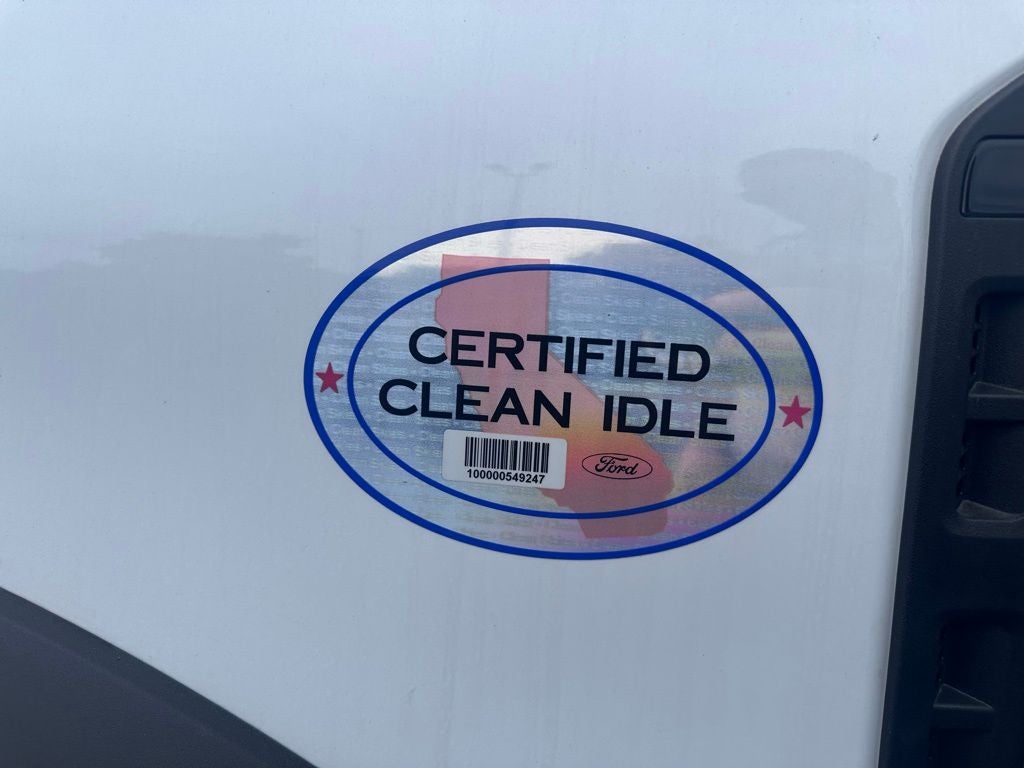 CERTIFIED
CLEAN IDLE
100000549247
Ford